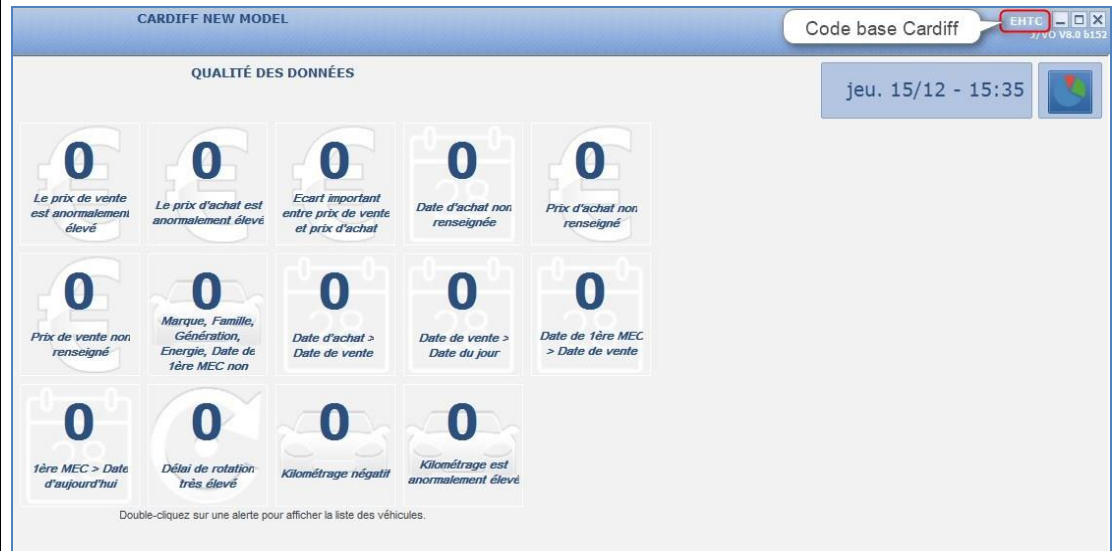 CARDIFF NEW MODEL
Code base Cardiff
EHTC
J/VO V8.0 b152
QUALITÉ DES DONNÉES
jeu. 15/12 - 15:35
0
Le prix de vente
est anormalement
élevé
0
Le prix d'achat est
anormalement élevé
0
Ecart important
entre prix de vente
et prix d'achat
0
Date d'achat non
renseignée
0
Prix d'achat non
renseigné
0
Prix de vente non
renseigné
0
Marque, Famille,
Génération,
Energie, Date de
1ère MEC non
0
Date d'achat >
Date de vente
0
Date de vente >
Date du jour
0
Date de 1ère MEC
> Date de vente
0
1ère MEC > Date
d'aujourd'hui
0
Délai de rotation
très élevé
0
Kilométrage négatif
0
Kilométrage est
anormalement élevé
Double-cliquez sur une alerte pour afficher la liste des véhicules.